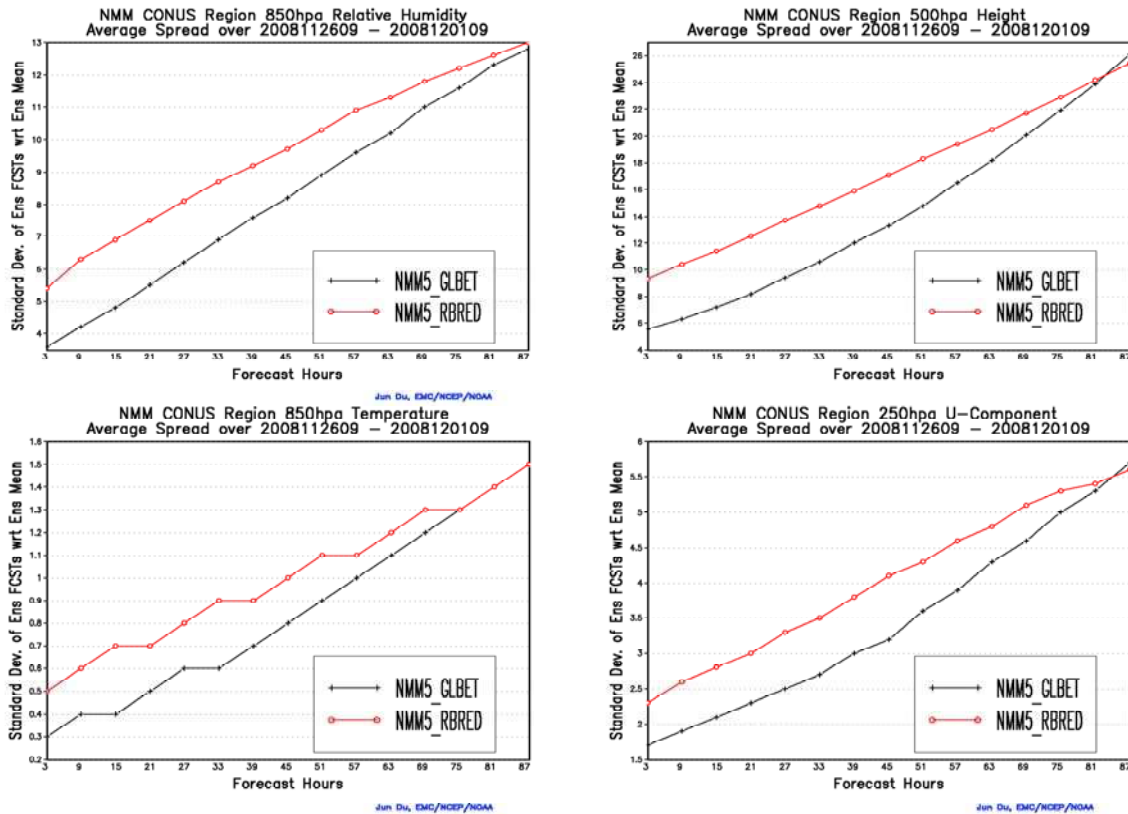 NMM CONUS Region 850hpa Relative Humidity
Average Spread over 2008112609 – 2008120109
Standard Dev. of Ens FCSTs wrt Ens Mean
13
12
11
10
9
8
7
6
5
4
NMM5_GLBET
NMM5_RBRED
3 9 15 21 27 33 39 45 51 57 63 69 75 81 87
Forecast Hours
Jun Du, EMC/NCEP/NOAA
NMM CONUS Region 500hpa Height
Average Spread over 2008112609 – 2008120109
Standard Dev. of Ens FCSTs wrt Ens Mean
26
24
22
20
18
16
14
12
10
8
6
4
NMM5_GLBET
NMM5_RBRED
3 9 15 21 27 33 39 45 51 57 63 69 75 81 87
Forecast Hours
NMM CONUS Region 850hpa Temperature
Average Spread over 2008112609 – 2008120109
Standard Dev. of Ens FCSTs wrt Ens Mean
1.6
1.5
1.4
1.3
1.2
1.1
1
0.9
0.8
0.7
0.6
0.5
0.4
0.3
0.2
NMM5_GLBET
NMM5_RBRED
3 9 15 21 27 33 39 45 51 57 63 69 75 81 87
Forecast Hours
Jun Du, EMC/NCEP/NOAA
NMM CONUS Region 250hpa U–Component
Average Spread over 2008112609 – 2008120109
Standard Dev. of Ens FCSTs wrt Ens Mean
6
5.5
5
4.5
4
3.5
3
2.5
2
1.5
NMM5_GLBET
NMM5_RBRED
3 9 15 21 27 33 39 45 51 57 63 69 75 81 87
Forecast Hours
Jun Du, EMC/NCEP/NOAA